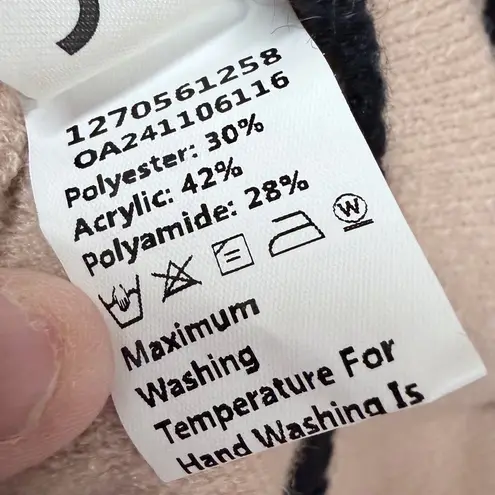 1270561258
OA241106116
Polyester: 30%
Acrylic: 42%
Polyamide: 28%
W
Maximum
Washing
Temperature For
Hand Washing Is